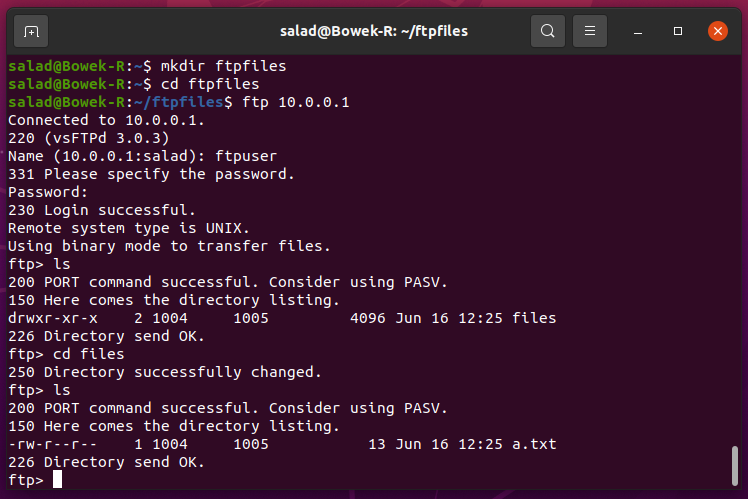 salad@Bowek-R: ~/ftpfiles
salad@Bowek-R:~$ mkdir ftpfiles
salad@Bowek-R:~$ cd ftpfiles
salad@Bowek-R:~/ftpfiles$ ftp 10.0.0.1
Connected to 10.0.0.1.
220 (vsFTPd 3.0.3)
Name (10.0.0.1:salad): ftpuser
331 Please specify the password.
Password:
230 Login successful.
Remote system type is UNIX.
Using binary mode to transfer files.
ftp> ls
200 PORT command successful. Consider using PASV.
150 Here comes the directory listing.
drwxr-xr-x    2 1004     1005         4096 Jun 16 12:25 files
226 Directory send OK.
ftp> cd files
250 Directory successfully changed.
ftp> ls
200 PORT command successful. Consider using PASV.
150 Here comes the directory listing.
-rw-r--r--    1 1004     1005           13 Jun 16 12:25 a.txt
226 Directory send OK.
ftp>